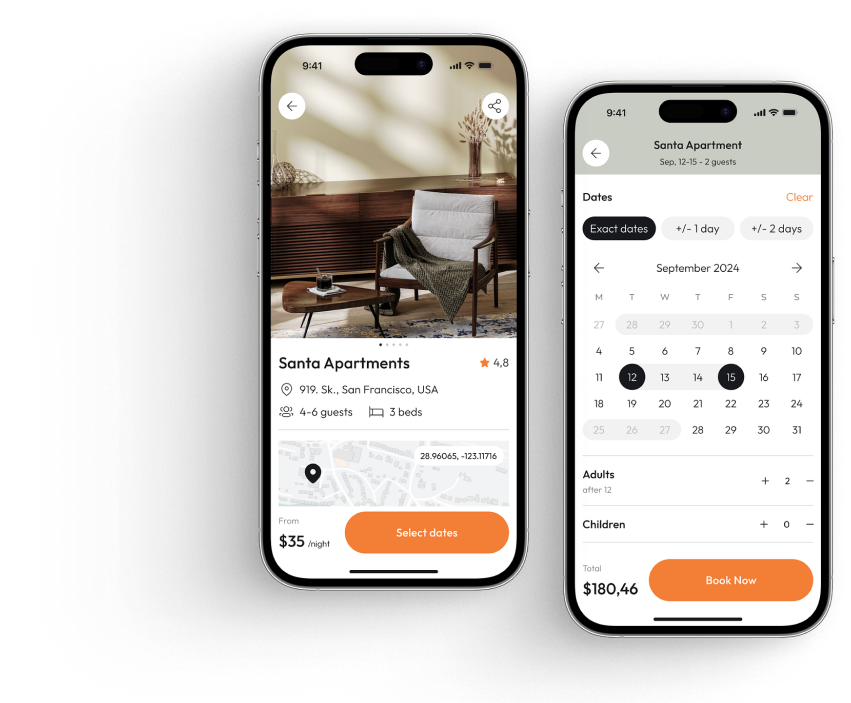 9:41
Santa Apartments
4,8
919. Sk., San Francisco, USA
4-6 guests 3 beds
28.96065, -123.11716
From
$35 /night
Select dates
9:41
Santa Apartment
Sep, 12-15 - 2 guests
Dates Clear
Exact dates +/- 1 day +/- 2 days
September 2024
M T W T F S S
27 28 29 30 1 2 3
4 5 6 7 8 9 10
11 12 13 14 15 16 17
18 19 20 21 22 23 24
25 26 27 28 29 30 31
Adults
after 12
+ 2 −
Children + 0 −
Total
$180,46
Book Now